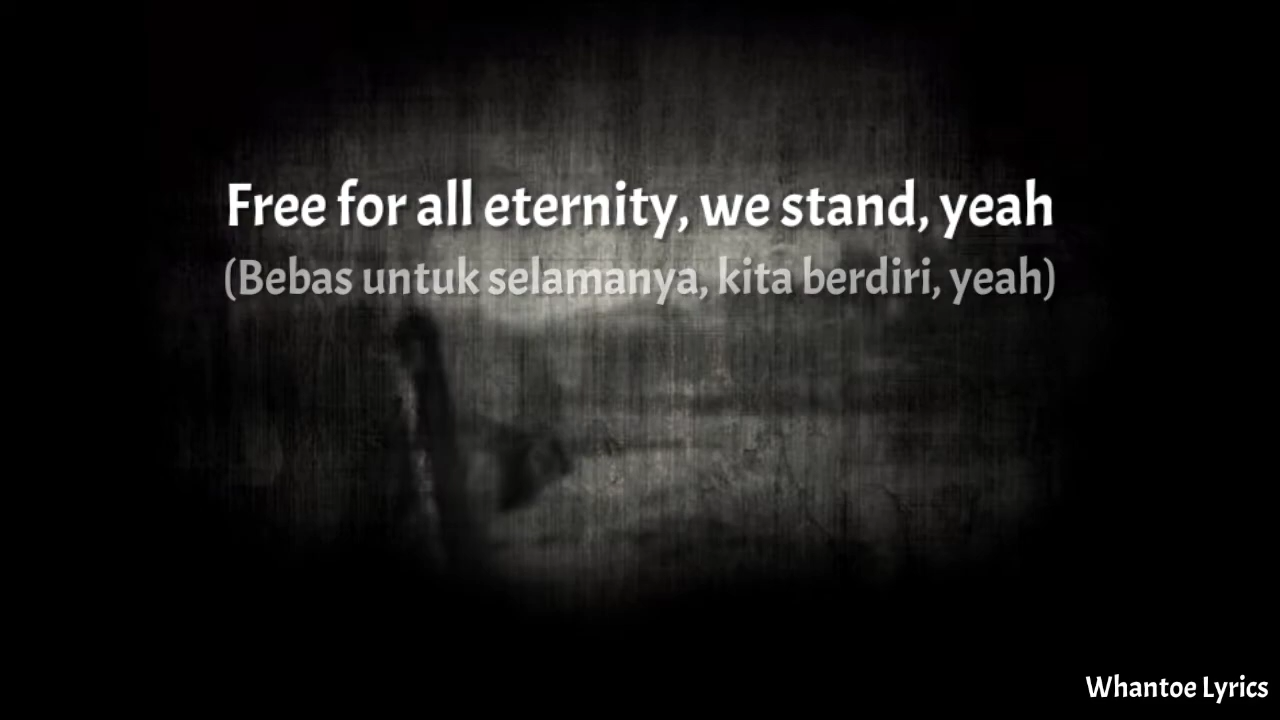 Free for all eternity, we stand, yeah
(Bebas untuk selamanya, kita berdiri, yeah)
Whantoe Lyrics